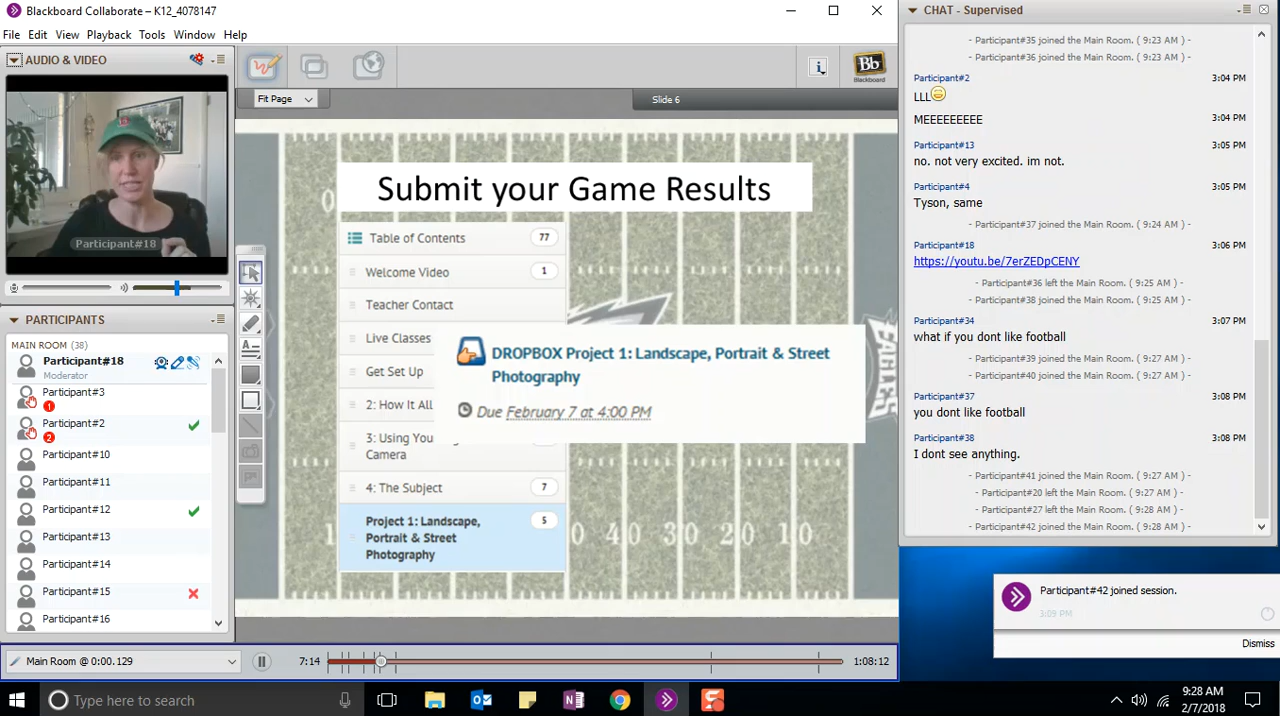 Blackboard Collaborate - K12_4078147
File Edit View Playback Tools Window Help
AUDIO & VIDEO
Participant#18
PARTICIPANTS
MAIN ROOM (38)
Participant#18
Moderator
Participant#3
1
Participant#2
2
Participant#10
Participant#11
Participant#12
Participant#13
Participant#14
Participant#15
Participant#16
Main Room @ 0:00.129
7:14
1:08:12
Bb
Blackboard
Fit Page
Slide 6
Submit your Game Results
Table of Contents 77
Welcome Video 1
Teacher Contact
Live Classes
Get Set Up
2: How It All
3: Using You
Camera
4: The Subject 7
Project 1: Landscape, 5
Portrait & Street
Photography
DROPBOX Project 1: Landscape, Portrait & Street
Photography
Due February 7 at 4:00 PM
EAGLES
0 40 30 20 10
CHAT - Supervised
- Participant#35 joined the Main Room. ( 9:23 AM ) -
- Participant#36 joined the Main Room. ( 9:23 AM ) -
Participant#2 3:04 PM
LLL
MEEEEEEEEE 3:04 PM
Participant#13 3:05 PM
no. not very excited. im not.
Participant#4 3:05 PM
Tyson, same
- Participant#37 joined the Main Room. ( 9:24 AM ) -
Participant#18 3:06 PM
https://youtu.be/7erZEDpCENY
- Participant#36 left the Main Room. ( 9:25 AM ) -
- Participant#38 joined the Main Room. ( 9:25 AM ) -
Participant#34 3:07 PM
what if you dont like football
- Participant#39 joined the Main Room. ( 9:27 AM ) -
- Participant#40 joined the Main Room. ( 9:27 AM ) -
Participant#37 3:08 PM
you dont like football
Participant#38 3:08 PM
I dont see anything.
- Participant#41 joined the Main Room. ( 9:27 AM ) -
- Participant#20 left the Main Room. ( 9:27 AM ) -
- Participant#27 left the Main Room. ( 9:28 AM ) -
- Participant#42 joined the Main Room. ( 9:28 AM ) -
Participant#42 joined session.
3:09 PM
Dismiss
Type here to search
9:28 AM
2/7/2018